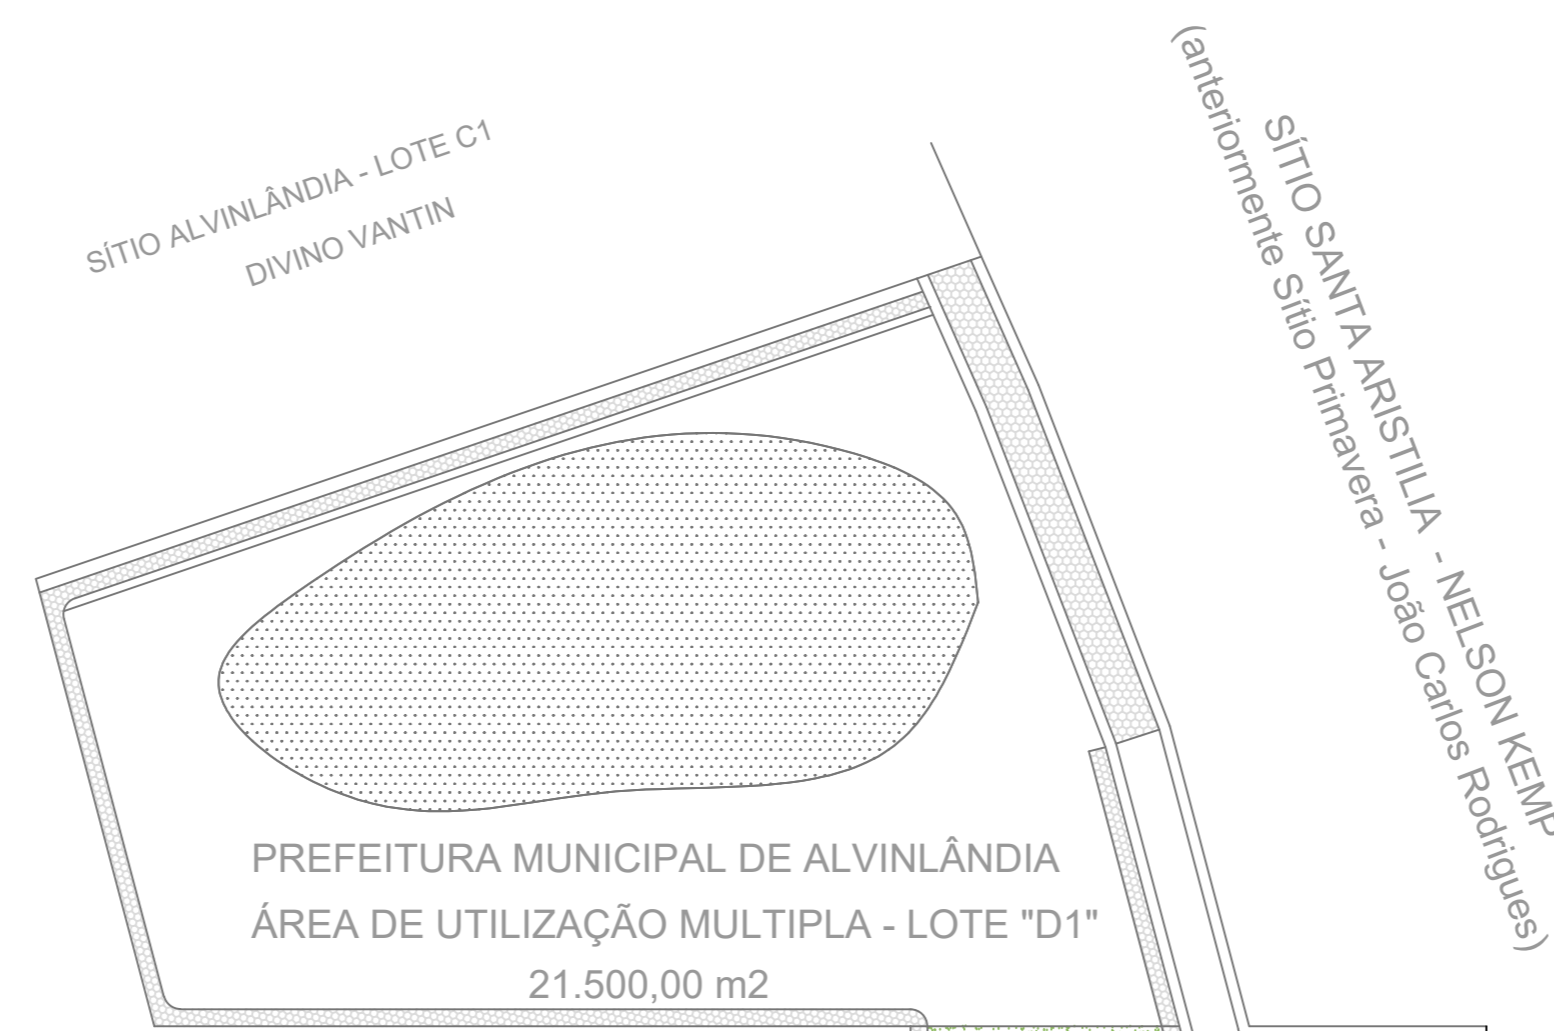 SÍTIO ALVINLÂNDIA - LOTE C1
DIVINO VANTIN
SÍTIO SANTA ARISTILIA - NELSON KEMP
(anteriormente Sítio Primavera - João Carlos Rodrigues)
PREFEITURA MUNICIPAL DE ALVINLÂNDIA
ÁREA DE UTILIZAÇÃO MULTIPLA - LOTE "D1"
21.500,00 m2